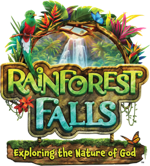 RAINFOREST
FALLS
Exploring the Nature of God